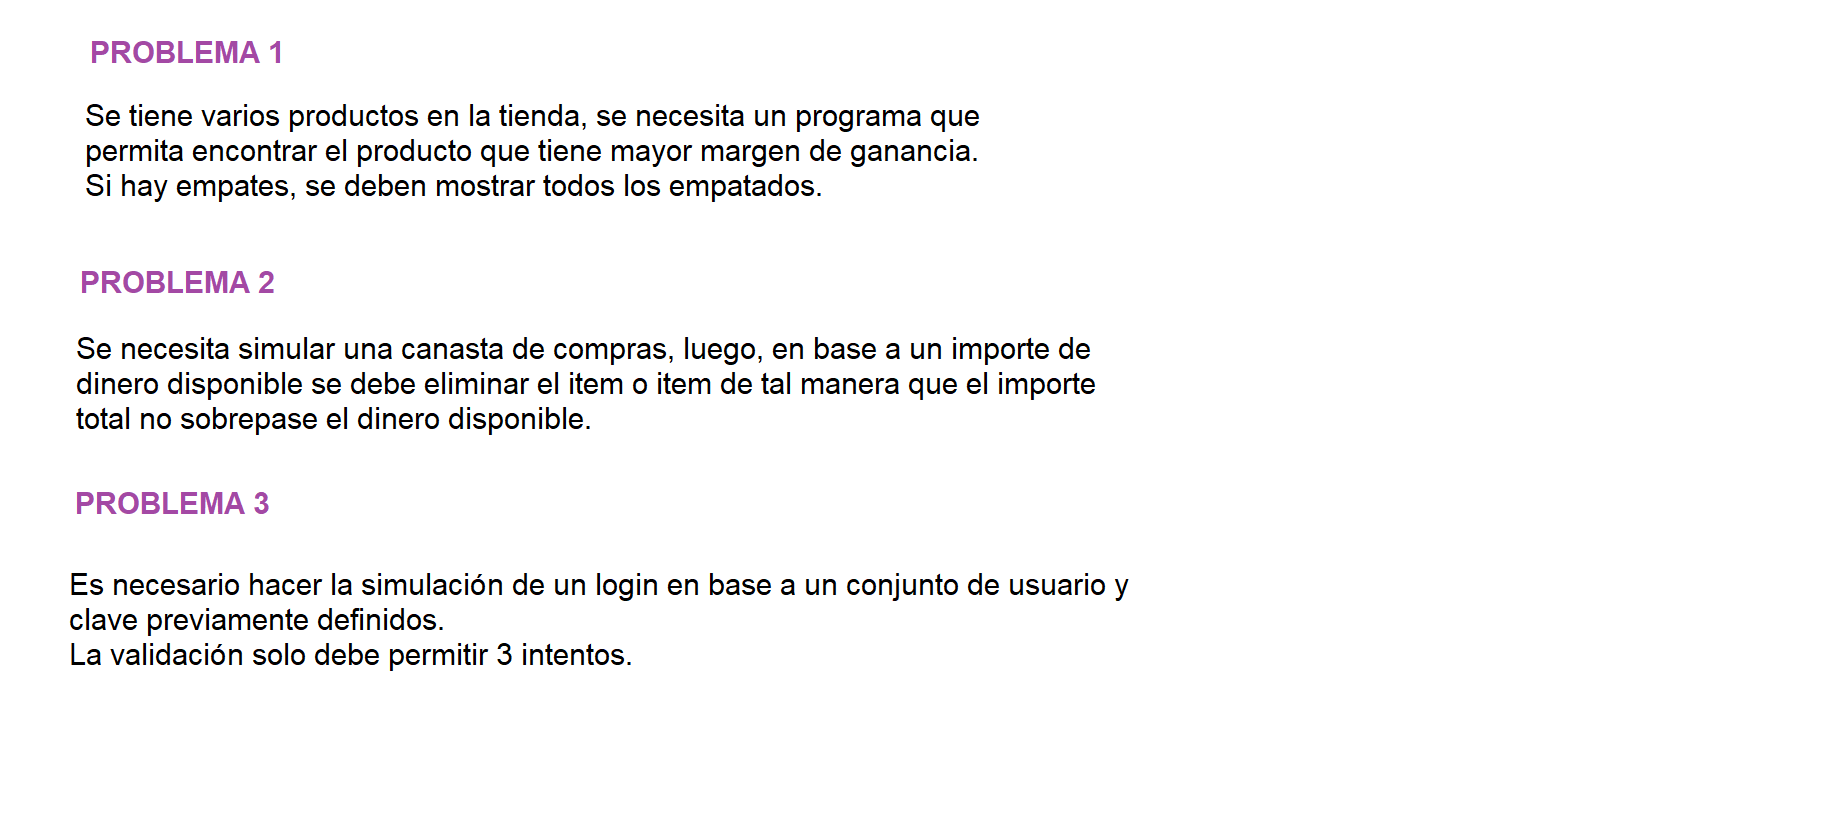 PROBLEMA 1
Se tiene varios productos en la tienda, se necesita un programa que
permita encontrar el producto que tiene mayor margen de ganancia.
Si hay empates, se deben mostrar todos los empatados.
PROBLEMA 2
Se necesita simular una canasta de compras, luego, en base a un importe de
dinero disponible se debe eliminar el item o item de tal manera que el importe
total no sobrepase el dinero disponible.
PROBLEMA 3
Es necesario hacer la simulación de un login en base a un conjunto de usuario y
clave previamente definidos.
La validación solo debe permitir 3 intentos.